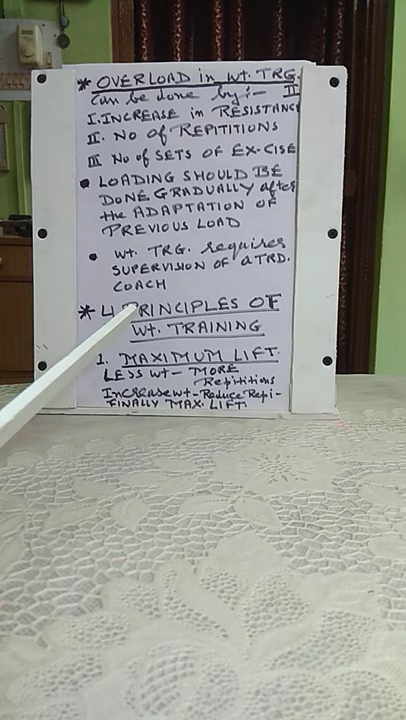 * OVERLOAD in wt. TRG. II
Can be done by:-
I. INCREASE in RESISTANCE
II. NO of REPITITIONS
III NO of SETS OF EX-CISE
• LOADING SHOULD BE
DONE GRADUALLY after
the ADAPTATION OF
PREVIOUS LOAD
• wt. TRG. requires
SUPERVISION of a TRD.
COACH
* 4 PRINCIPLES OF
wt. TRAINING
1. MAXIMUM LIFT.
LESS wt - MORE
Repititions
Increase wt - Reduce Repi-
FINALLY MAX. LIFT.